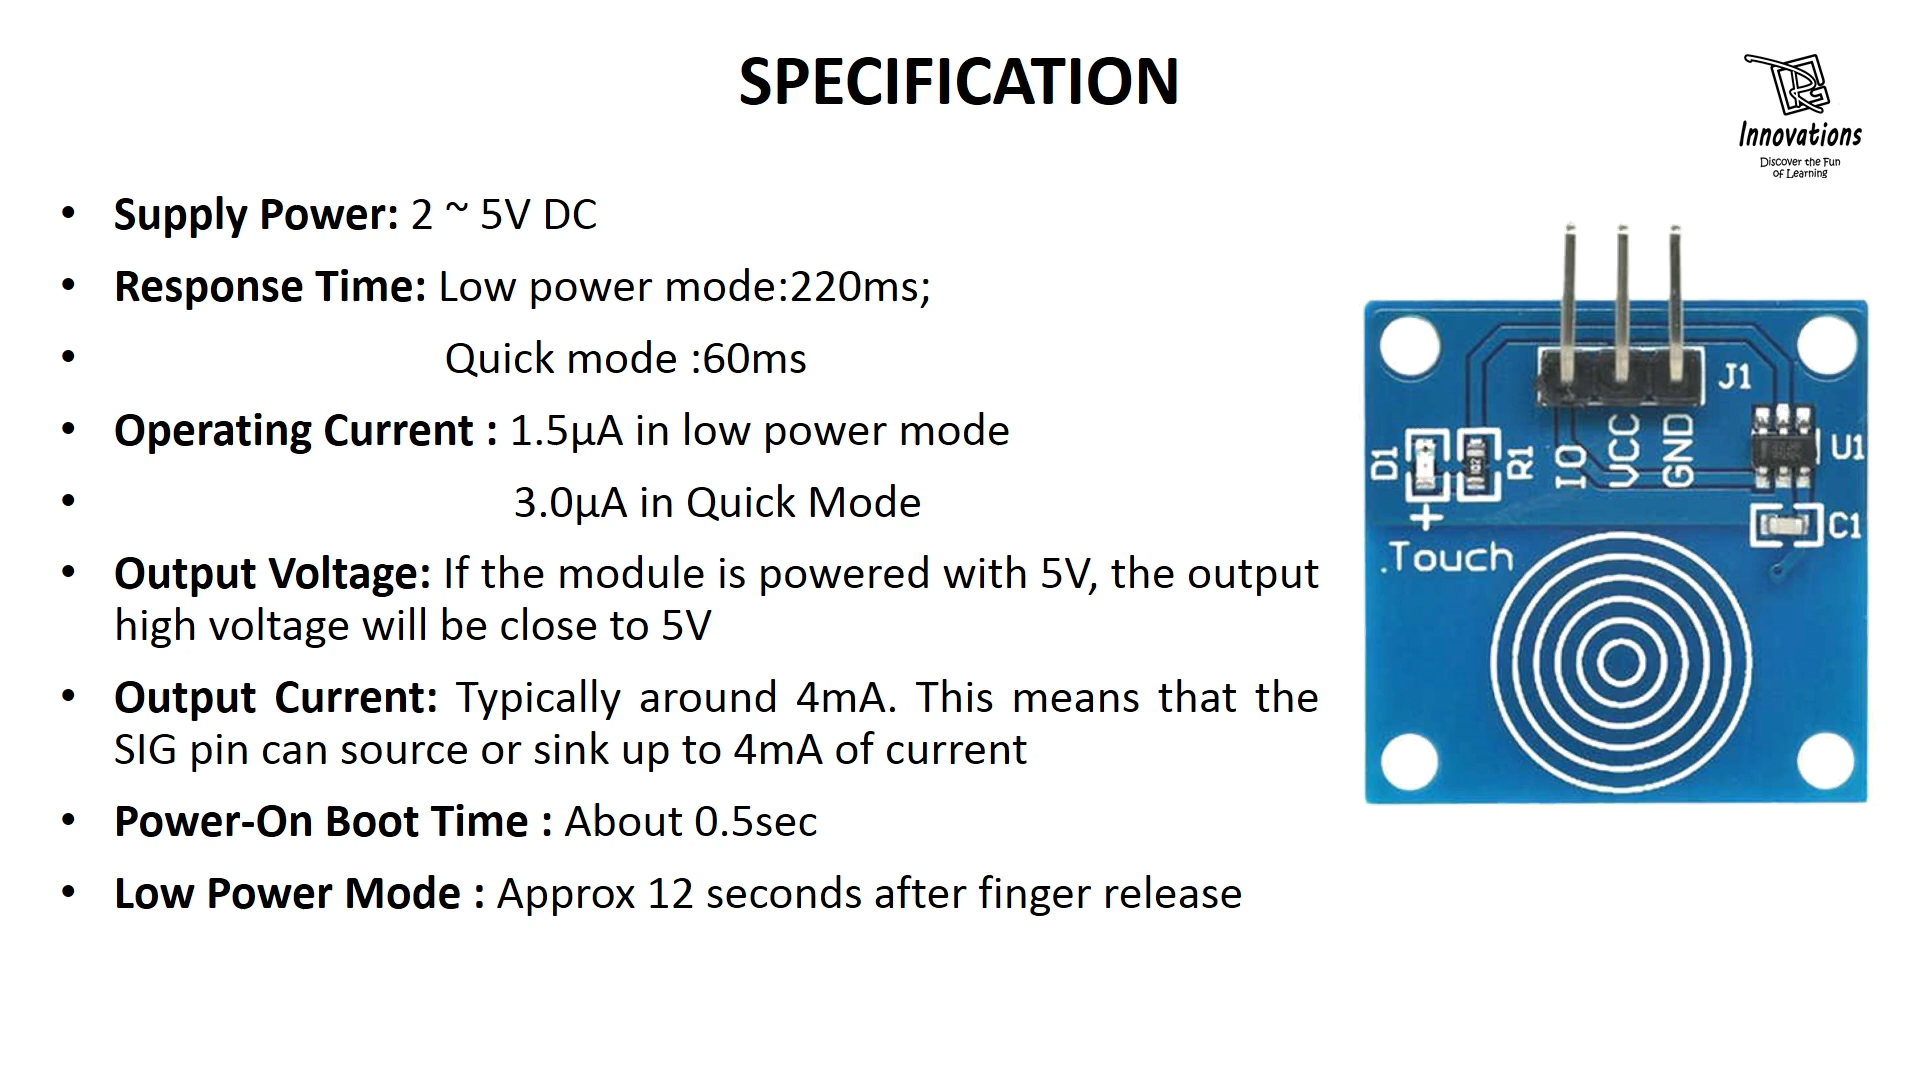 SPECIFICATION
Innovations
Discover the Fun
of Learning
• Supply Power: 2 ~ 5V DC
• Response Time: Low power mode:220ms;
• Quick mode :60ms
• Operating Current : 1.5µA in low power mode
• 3.0µA in Quick Mode
• Output Voltage: If the module is powered with 5V, the output
high voltage will be close to 5V
• Output Current: Typically around 4mA. This means that the
SIG pin can source or sink up to 4mA of current
• Power-On Boot Time : About 0.5sec
• Low Power Mode : Approx 12 seconds after finger release
J1
D1
R1
IO
VCC
GND
U1
+
C1
.Touch